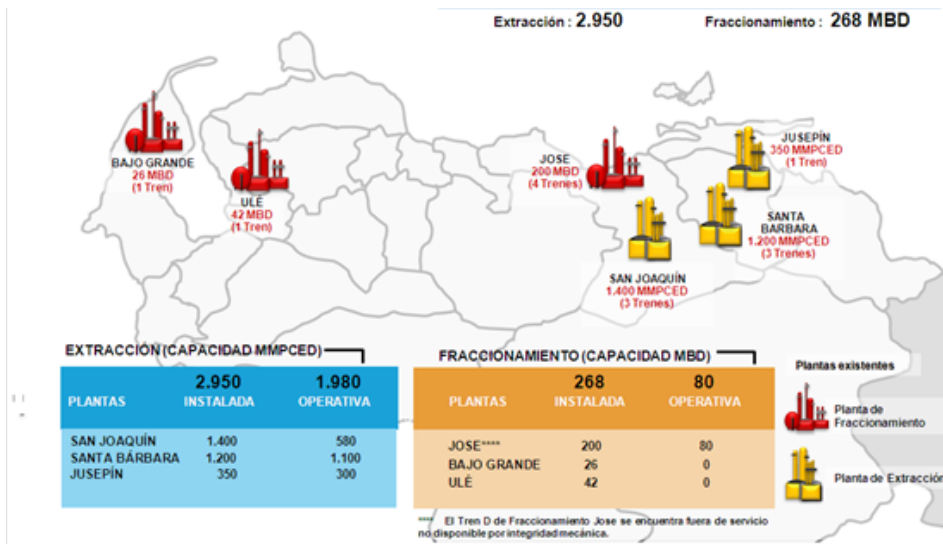 Extracción : 2.950 Fraccionamiento : 268 MBD
BAJO GRANDE
26 MBD
(1 Tren)
ULÉ
42 MBD
(1 Tren)
JOSE
200 MBD
(4 Trenes)
JUSEPÍN
350 MMPCED
(1 Tren)
SANTA
BARBARA
1.200 MMPCED
(3 Trenes)
SAN JOAQUÍN
1.400 MMPCED
(3 Trenes)
EXTRACCIÓN (CAPACIDAD MMPCED)
2.950 1.980
PLANTAS INSTALADA OPERATIVA
SAN JOAQUÍN 1.400 580
SANTA BÁRBARA 1.200 1.100
JUSEPÍN 350 300
FRACCIONAMIENTO (CAPACIDAD MBD)
268 80
PLANTAS INSTALADA OPERATIVA
JOSE**** 200 80
BAJO GRANDE 26 0
ULÉ 42 0
**** El Tren D de Fraccionamiento Jose se encuentra fuera de servicio
no disponible por integridad mecánica.
Plantas existentes
Planta de
Fraccionamiento
Planta de Extracción